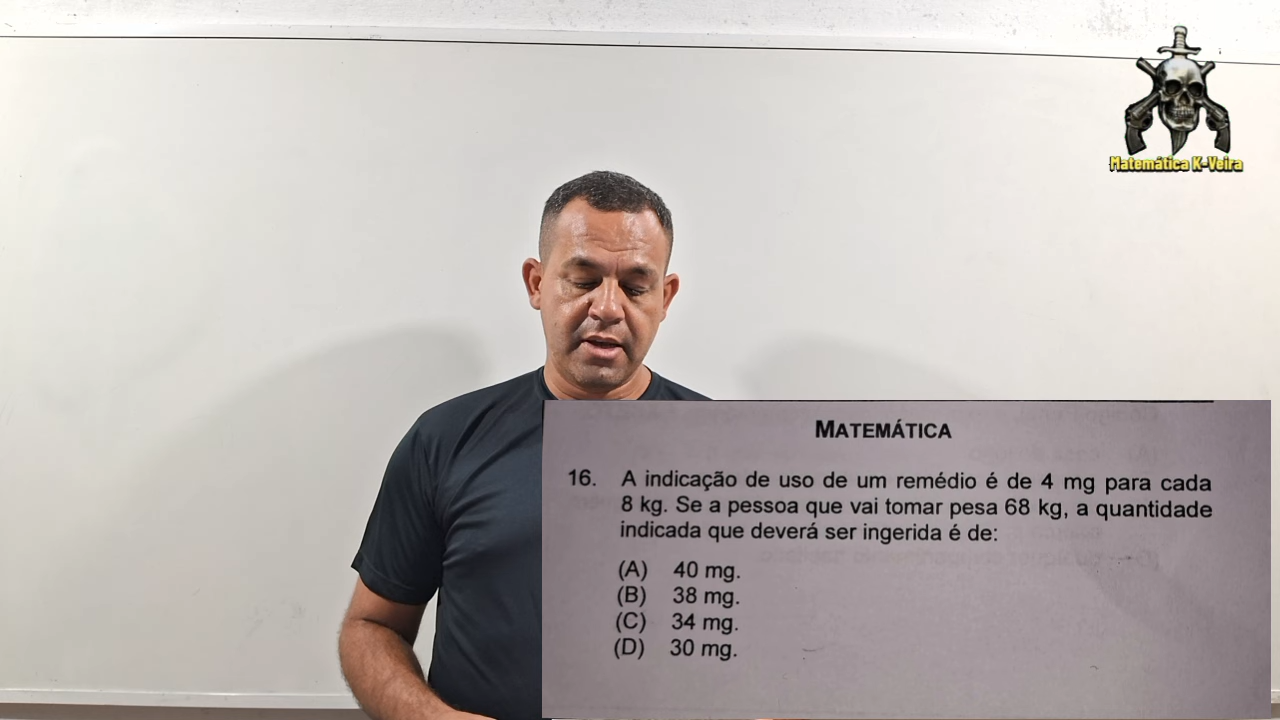 Matemática K-Veira
MATEMÁTICA
16. A indicação de uso de um remédio é de 4 mg para cada
8 kg. Se a pessoa que vai tomar pesa 68 kg, a quantidade
indicada que deverá ser ingerida é de:
(A) 40 mg.
(B) 38 mg.
(C) 34 mg.
(D) 30 mg.